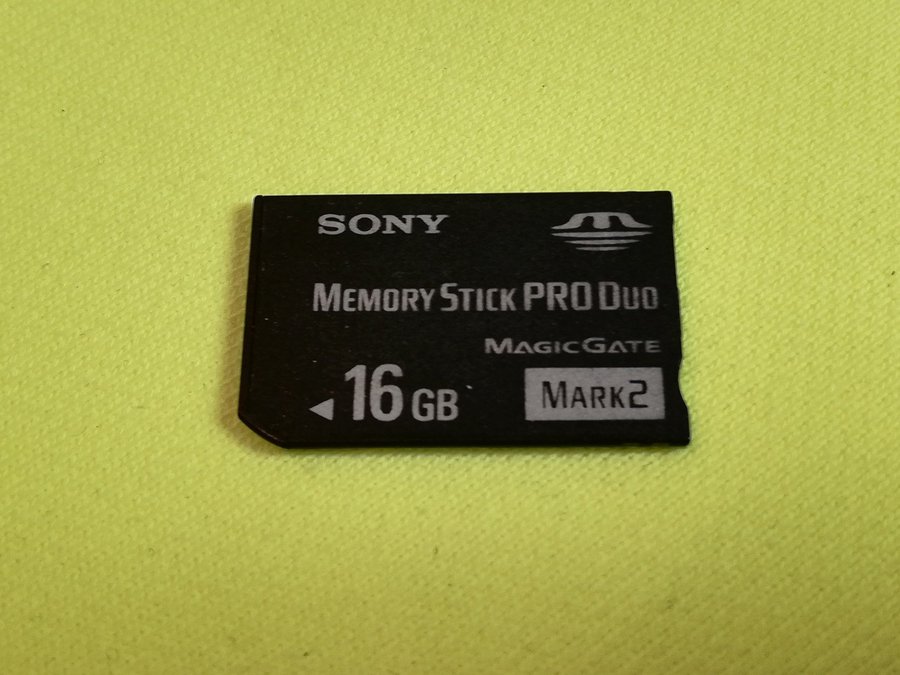 SONY
MEMORY STICK PRO DUO
MAGICGATE
16 GB
MARK2